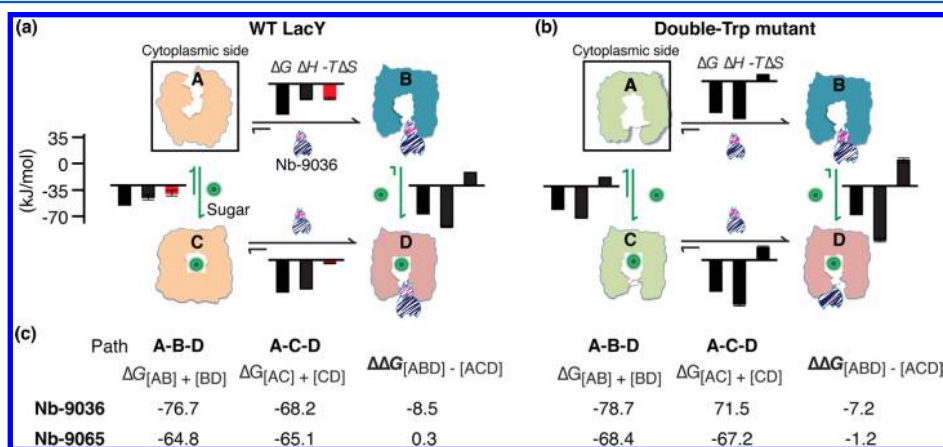 (a) WT LacY (b) Double-Trp mutant
Cytoplasmic side Cytoplasmic side
A ΔG ΔH -TΔS B A ΔG ΔH -TΔS B
35
0
-35
-70
(kJ/mol)
Nb-9036
Sugar
C D C D
(c) Path A-B-D A-C-D A-B-D A-C-D
ΔG[AB] + [BD] ΔG[AC] + [CD] ΔΔG[ABD] - [ACD] ΔG[AB] + [BD] ΔG[AC] + [CD] ΔΔG[ABD] - [ACD]
Nb-9036 -76.7 -68.2 -8.5 -78.7 71.5 -7.2
Nb-9065 -64.8 -65.1 0.3 -68.4 -67.2 -1.2